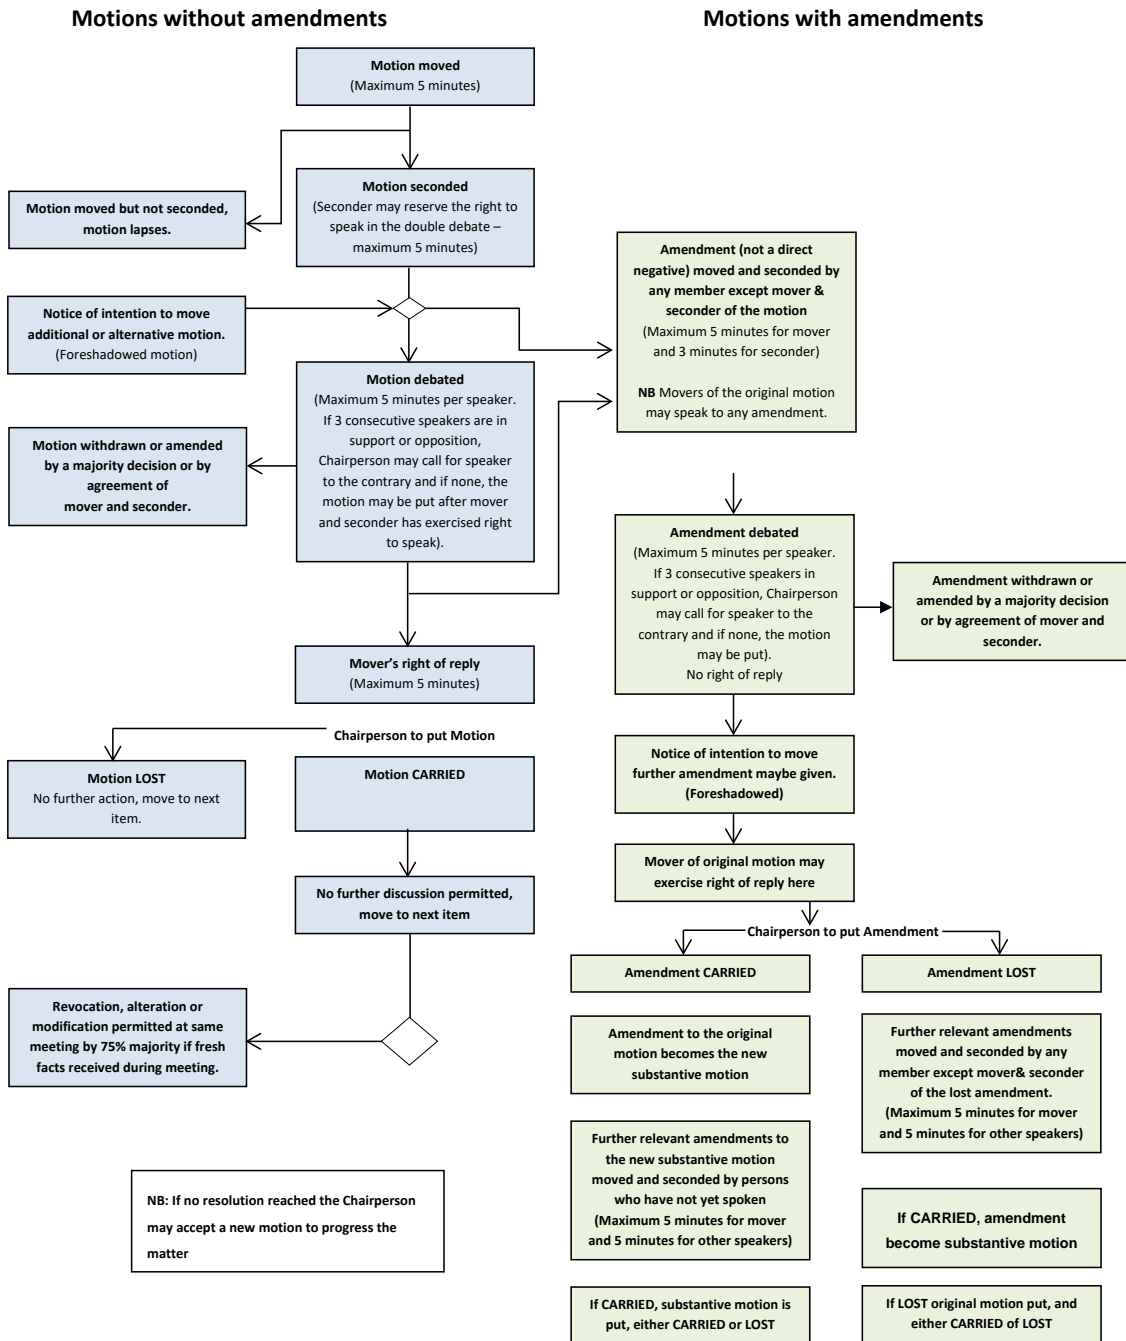 Motions without amendments
Motions with amendments
Motion moved
(Maximum 5 minutes)
Motion seconded
(Seconder may reserve the right to
speak in the double debate –
maximum 5 minutes)
Motion moved but not seconded,
motion lapses.
Notice of intention to move
additional or alternative motion.
(Foreshadowed motion)
Motion debated
(Maximum 5 minutes per speaker.
If 3 consecutive speakers are in
support or opposition,
Chairperson may call for speaker
to the contrary and if none, the
motion may be put after mover
and seconder has exercised right
to speak).
Motion withdrawn or amended
by a majority decision or by
agreement of
mover and seconder.
Mover’s right of reply
(Maximum 5 minutes)
Chairperson to put Motion
Motion LOST
No further action, move to next
item.
Motion CARRIED
No further discussion permitted,
move to next item
Revocation, alteration or
modification permitted at same
meeting by 75% majority if fresh
facts received during meeting.
NB: If no resolution reached the Chairperson
may accept a new motion to progress the
matter
Amendment (not a direct
negative) moved and seconded by
any member except mover &
seconder of the motion
(Maximum 5 minutes for mover
and 3 minutes for seconder)
NB Movers of the original motion
may speak to any amendment.
Amendment debated
(Maximum 5 minutes per speaker.
If 3 consecutive speakers in
support or opposition, Chairperson
may call for speaker to the
contrary and if none, the motion
may be put).
No right of reply
Amendment withdrawn or
amended by a majority decision
or by agreement of mover and
seconder.
Notice of intention to move
further amendment maybe given.
(Foreshadowed)
Mover of original motion may
exercise right of reply here
Chairperson to put Amendment
Amendment CARRIED
Amendment to the original
motion becomes the new
substantive motion
Further relevant amendments to
the new substantive motion
moved and seconded by persons
who have not yet spoken
(Maximum 5 minutes for mover
and 5 minutes for other speakers)
If CARRIED, substantive motion is
put, either CARRIED or LOST
Amendment LOST
Further relevant amendments
moved and seconded by any
member except mover& seconder
of the lost amendment.
(Maximum 5 minutes for mover
and 5 minutes for other speakers)
If CARRIED, amendment
become substantive motion
If LOST original motion put, and
either CARRIED of LOST